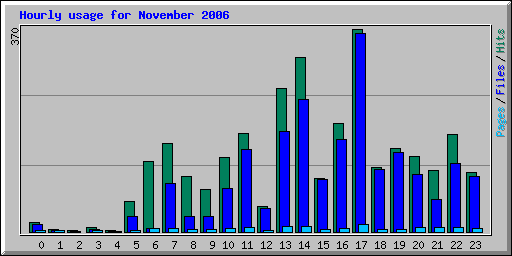 Hourly usage for November 2006
370
Pages / Files / Hits
0 1 2 3 4 5 6 7 8 9 10 11 12 13 14 15 16 17 18 19 20 21 22 23